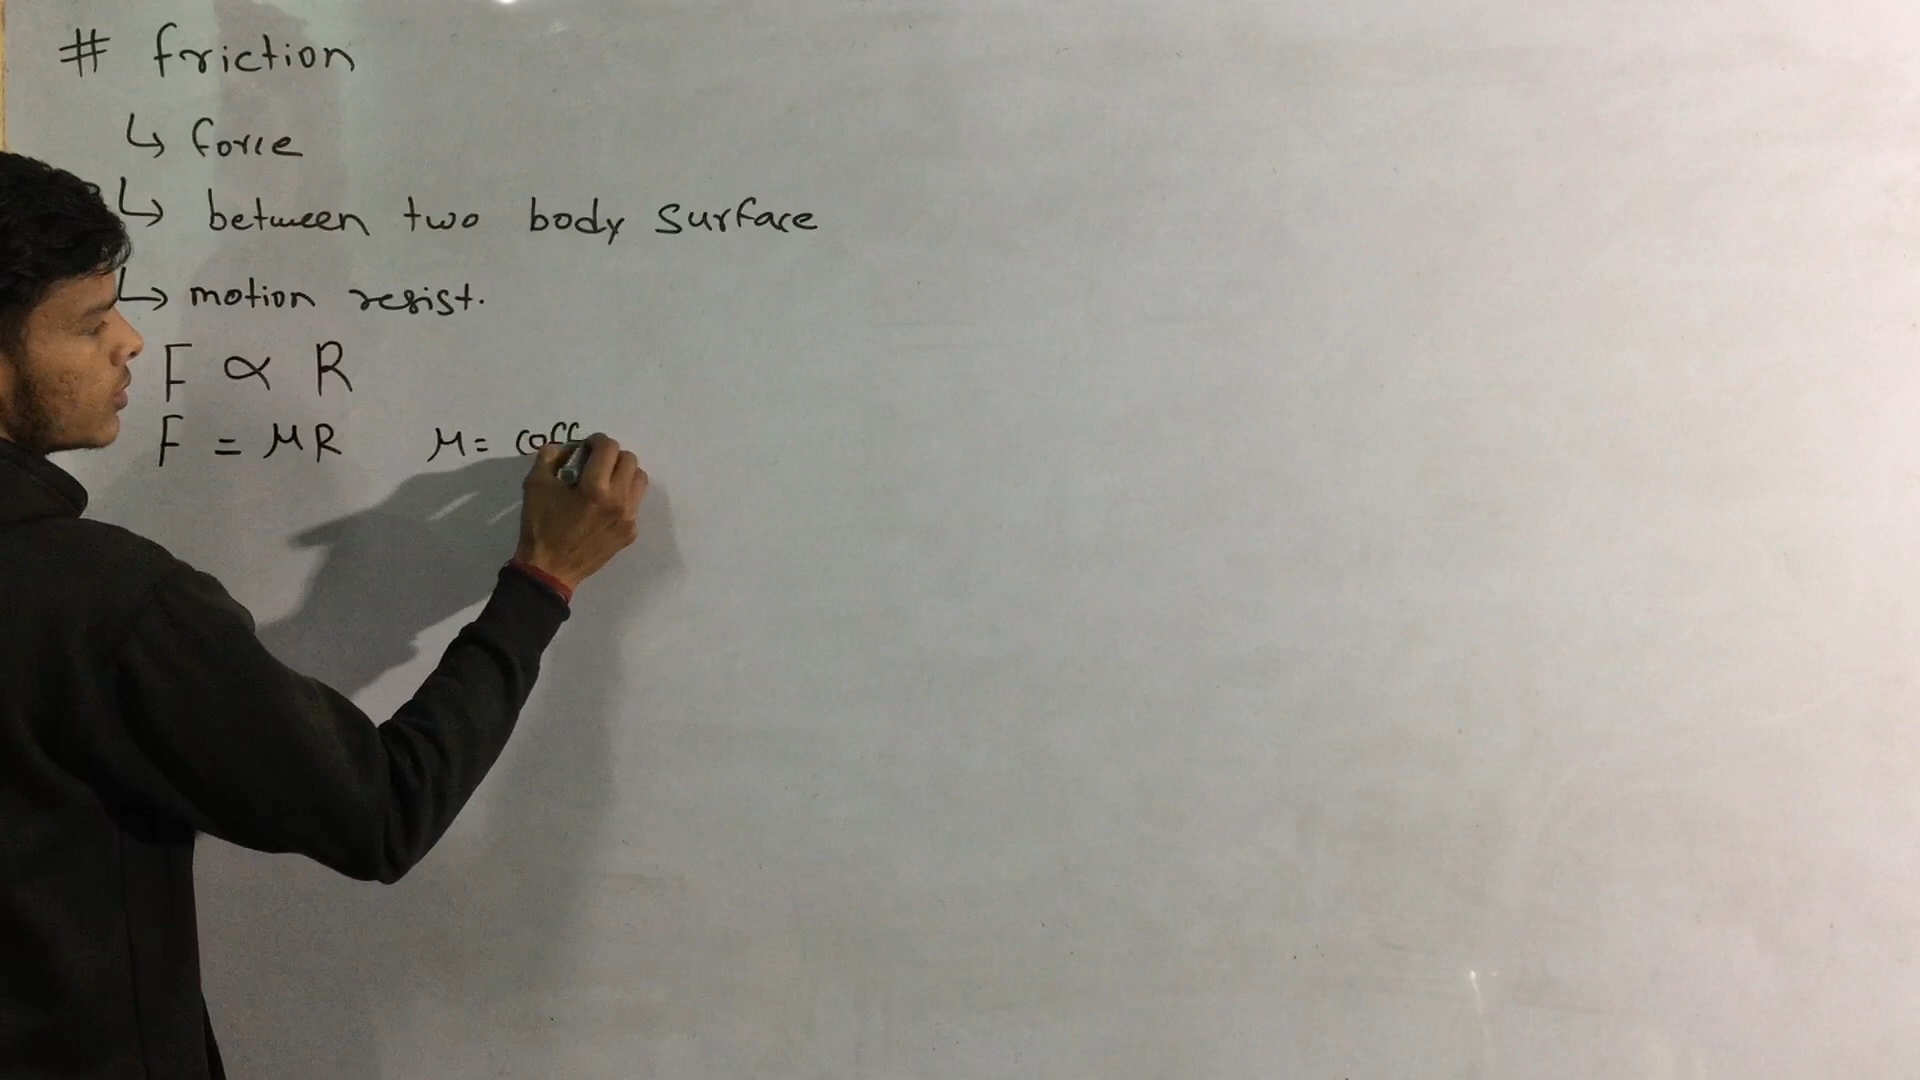 # friction
↳ force
↳ between two body surface
↳ motion resist.
F ∝ R
F = μR μ = coff